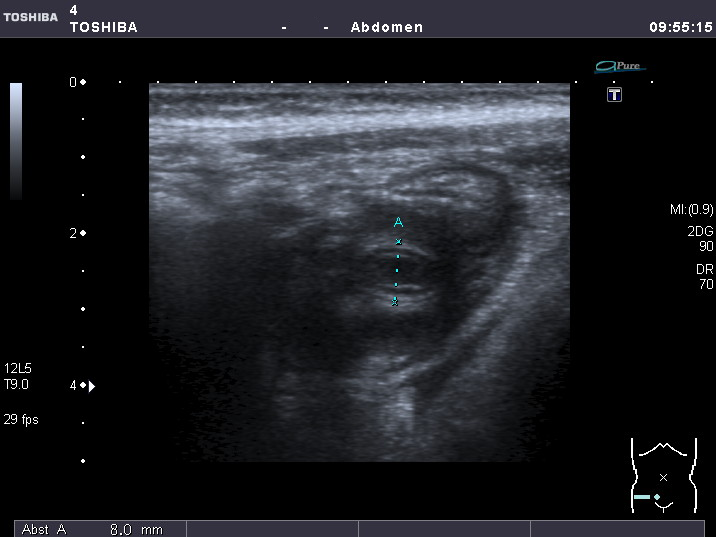 TOSHIBA
4
TOSHIBA - - Abdomen 09:55:15
0
Pure
T
A
MI:(0.9)
2
2DG
90
DR
70
12L5
T9.0
4
29 fps
Abst A 8.0 mm